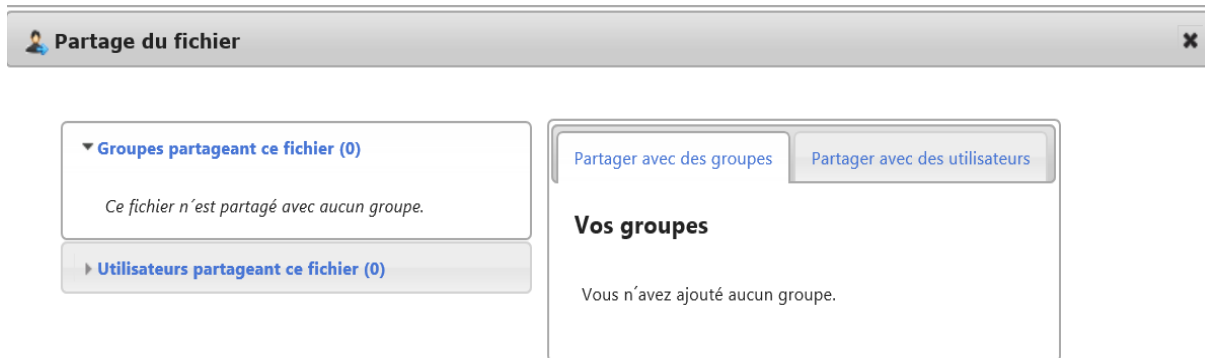 Partage du fichier
Groupes partageant ce fichier (0)
Ce fichier n´est partagé avec aucun groupe.
Utilisateurs partageant ce fichier (0)
Partager avec des groupes
Partager avec des utilisateurs
Vos groupes
Vous n´avez ajouté aucun groupe.